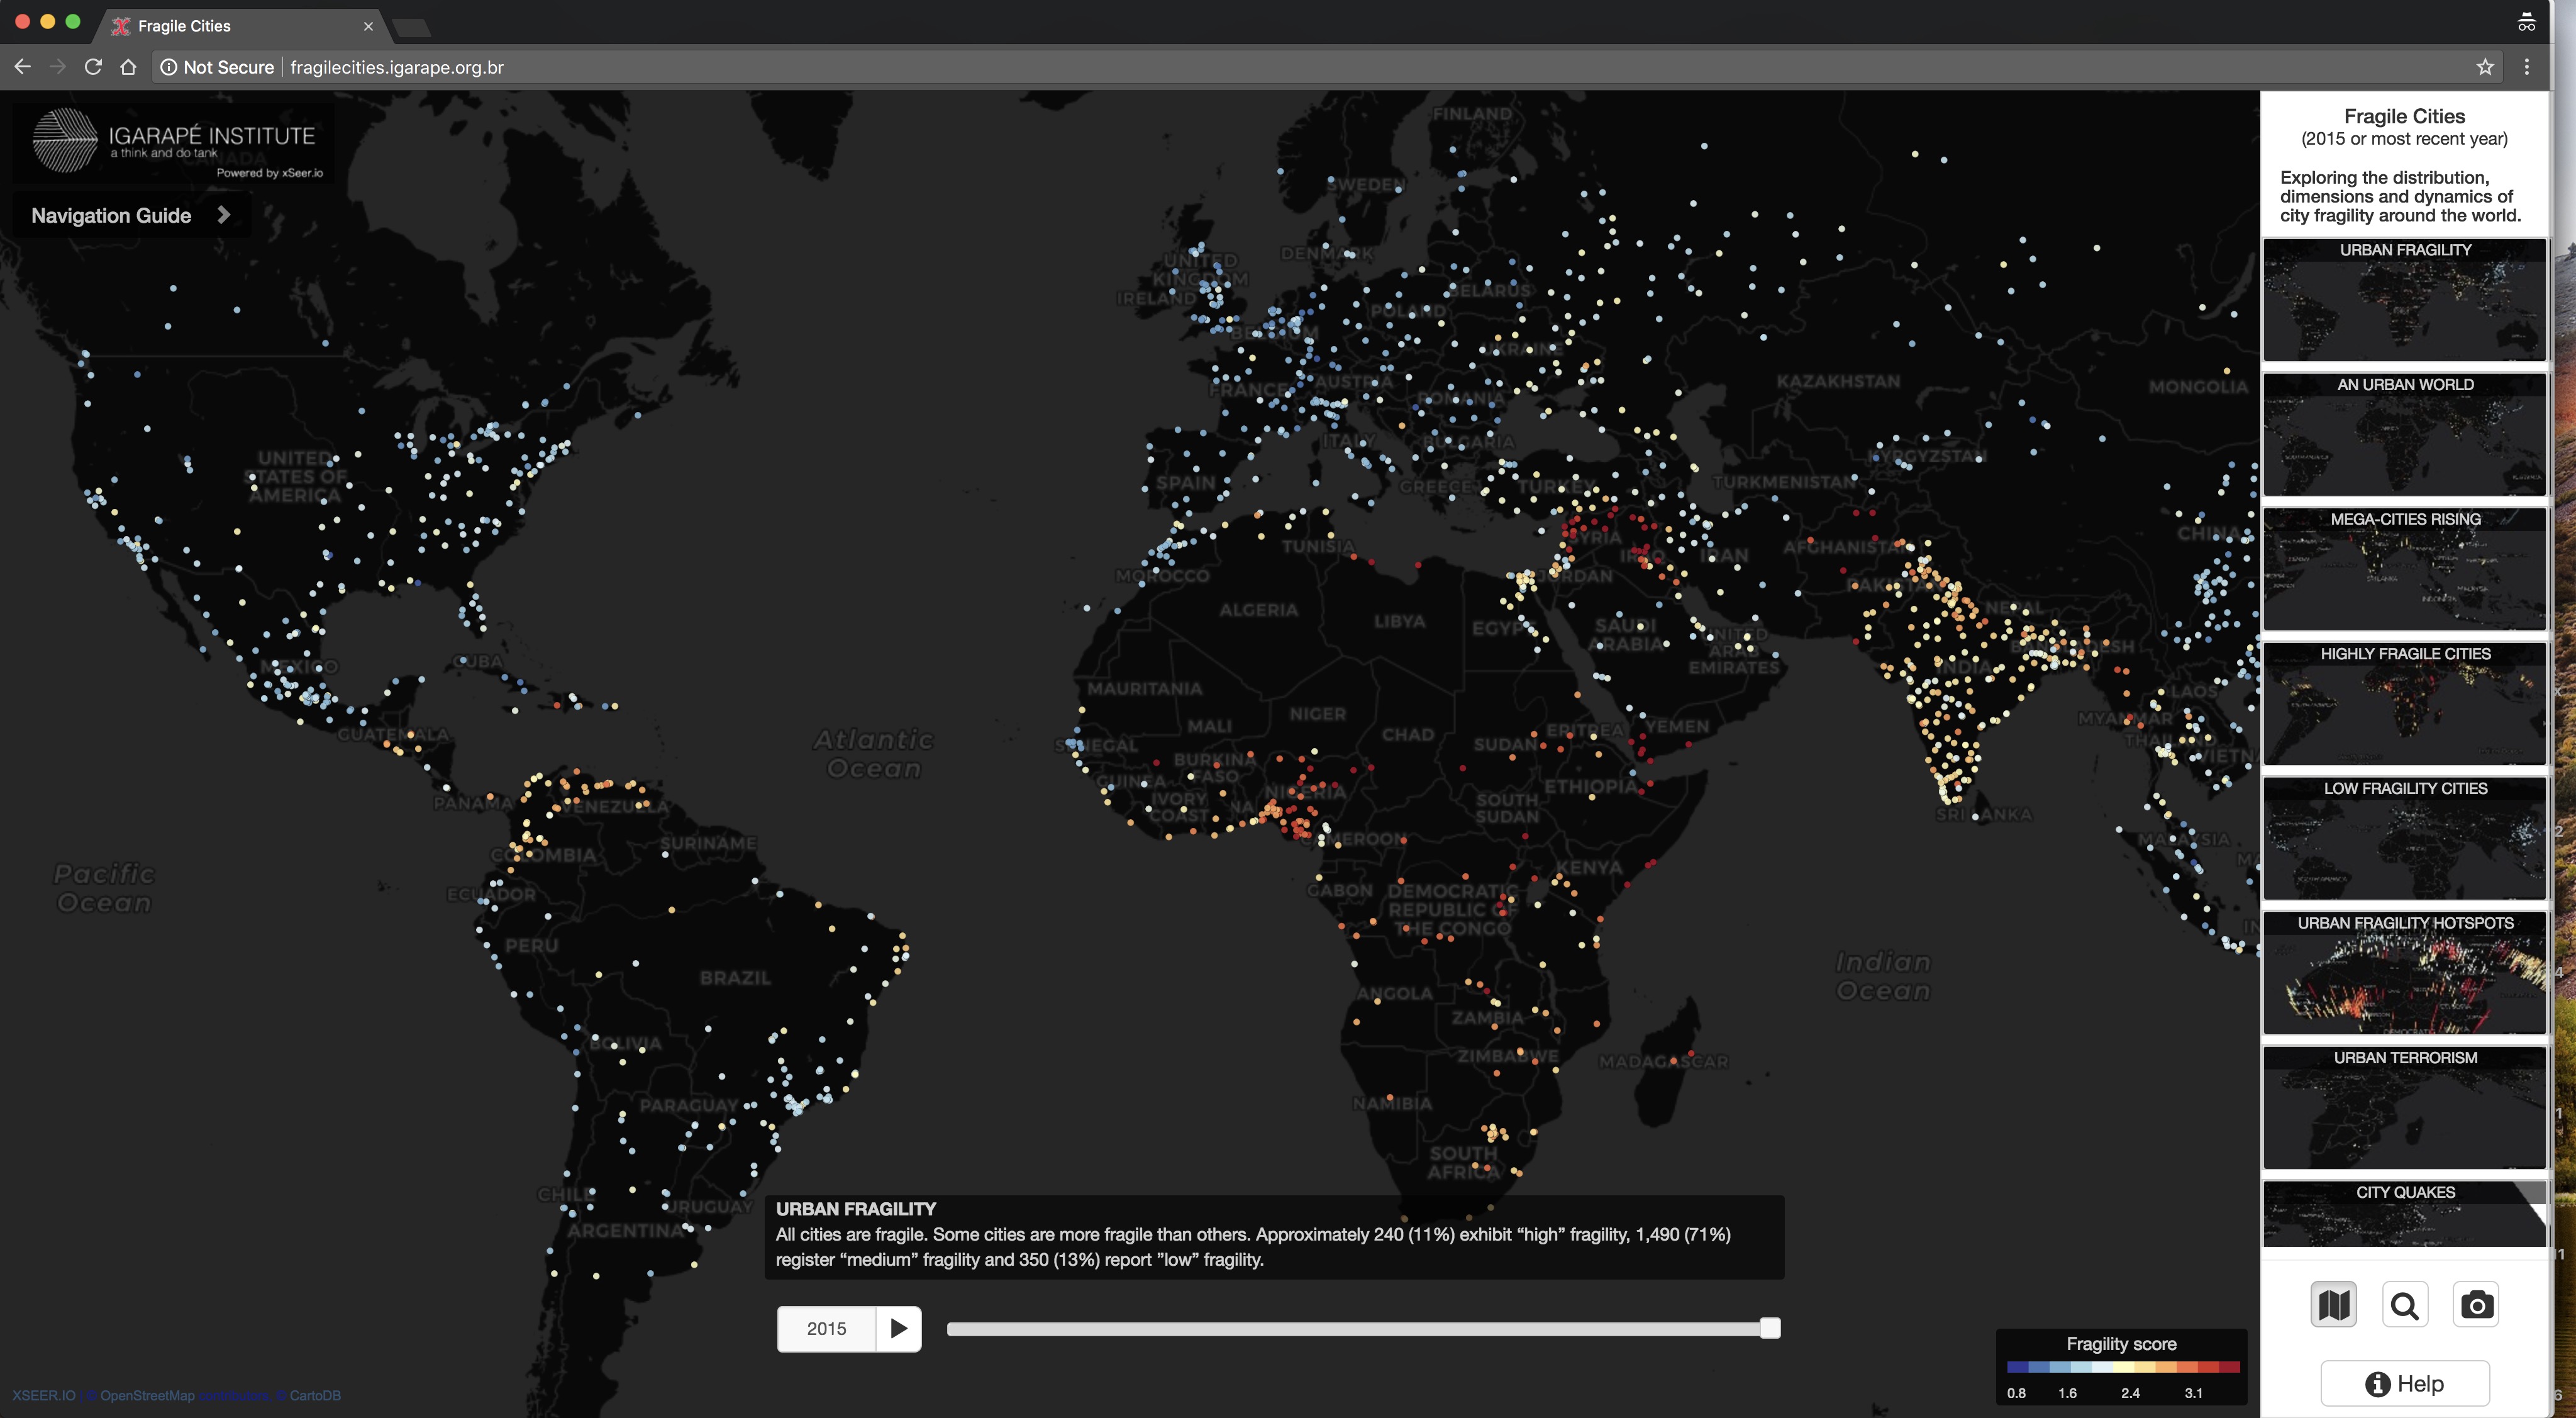 Fragile Cities
Not Secure
fragilecities.igarape.org.br
IGARAPÉ INSTITUTE
a think and do tank
Powered by xSeer.io
CANADA
Navigation Guide
FINLAND
SWEDEN
DENMARK
UNITED
KINGDOM
IRELAND
BELARUS
POLAND
BELGIUM
UKRAINE
FRANCE
AUSTRIA
ROMANIA
KAZAKHSTAN
MONGOLIA
ITALY
BULGARIA
KYRGYZSTAN
UNITED
STATES OF
AMERICA
SPAIN
GREECE
TURKEY
TURKMENISTAN
CHINA
TUNISIA
SYRIA
IRAQ
IRAN
AFGHANISTAN
MOROCCO
JORDAN
PAKISTAN
ALGERIA
LIBYA
EGYPT
SAUDI
ARABIA
UNITED
ARAB
EMIRATES
NEPAL
BANGLADESH
MEXICO
CUBA
INDIA
MAURITANIA
LAOS
GUATEMALA
MALI
NIGER
CHAD
SUDAN
ERITREA
YEMEN
MYANMAR
THAILAND
VIETN
Atlantic
Ocean
SENEGAL
BURKINA
FASO
GUINEA
NIGERIA
ETHIOPIA
PANAMA
VENEZUELA
IVORY
COAST
SOUTH
SUDAN
SRI LANKA
COLOMBIA
SURINAME
CAMEROON
MALAYSIA
Pacific
Ocean
ECUADOR
GABON
DEMOCRATIC
REPUBLIC OF
THE CONGO
KENYA
PERU
BRAZIL
Indian
Ocean
ANGOLA
ZAMBIA
BOLIVIA
ZIMBABWE
MADAGASCAR
PARAGUAY
NAMIBIA
SOUTH
AFRICA
CHILE
URUGUAY
ARGENTINA
URBAN FRAGILITY
All cities are fragile. Some cities are more fragile than others. Approximately 240 (11%) exhibit “high” fragility, 1,490 (71%)
register “medium” fragility and 350 (13%) report ”low” fragility.
2015
Fragility score
0.8 1.6 2.4 3.1
XSEER.IO | © OpenStreetMap contributors, © CartoDB
Fragile Cities
(2015 or most recent year)
Exploring the distribution,
dimensions and dynamics of
city fragility around the world.
URBAN FRAGILITY
AN URBAN WORLD
MEGA-CITIES RISING
HIGHLY FRAGILE CITIES
LOW FRAGILITY CITIES
URBAN FRAGILITY HOTSPOTS
URBAN TERRORISM
CITY QUAKES
Help